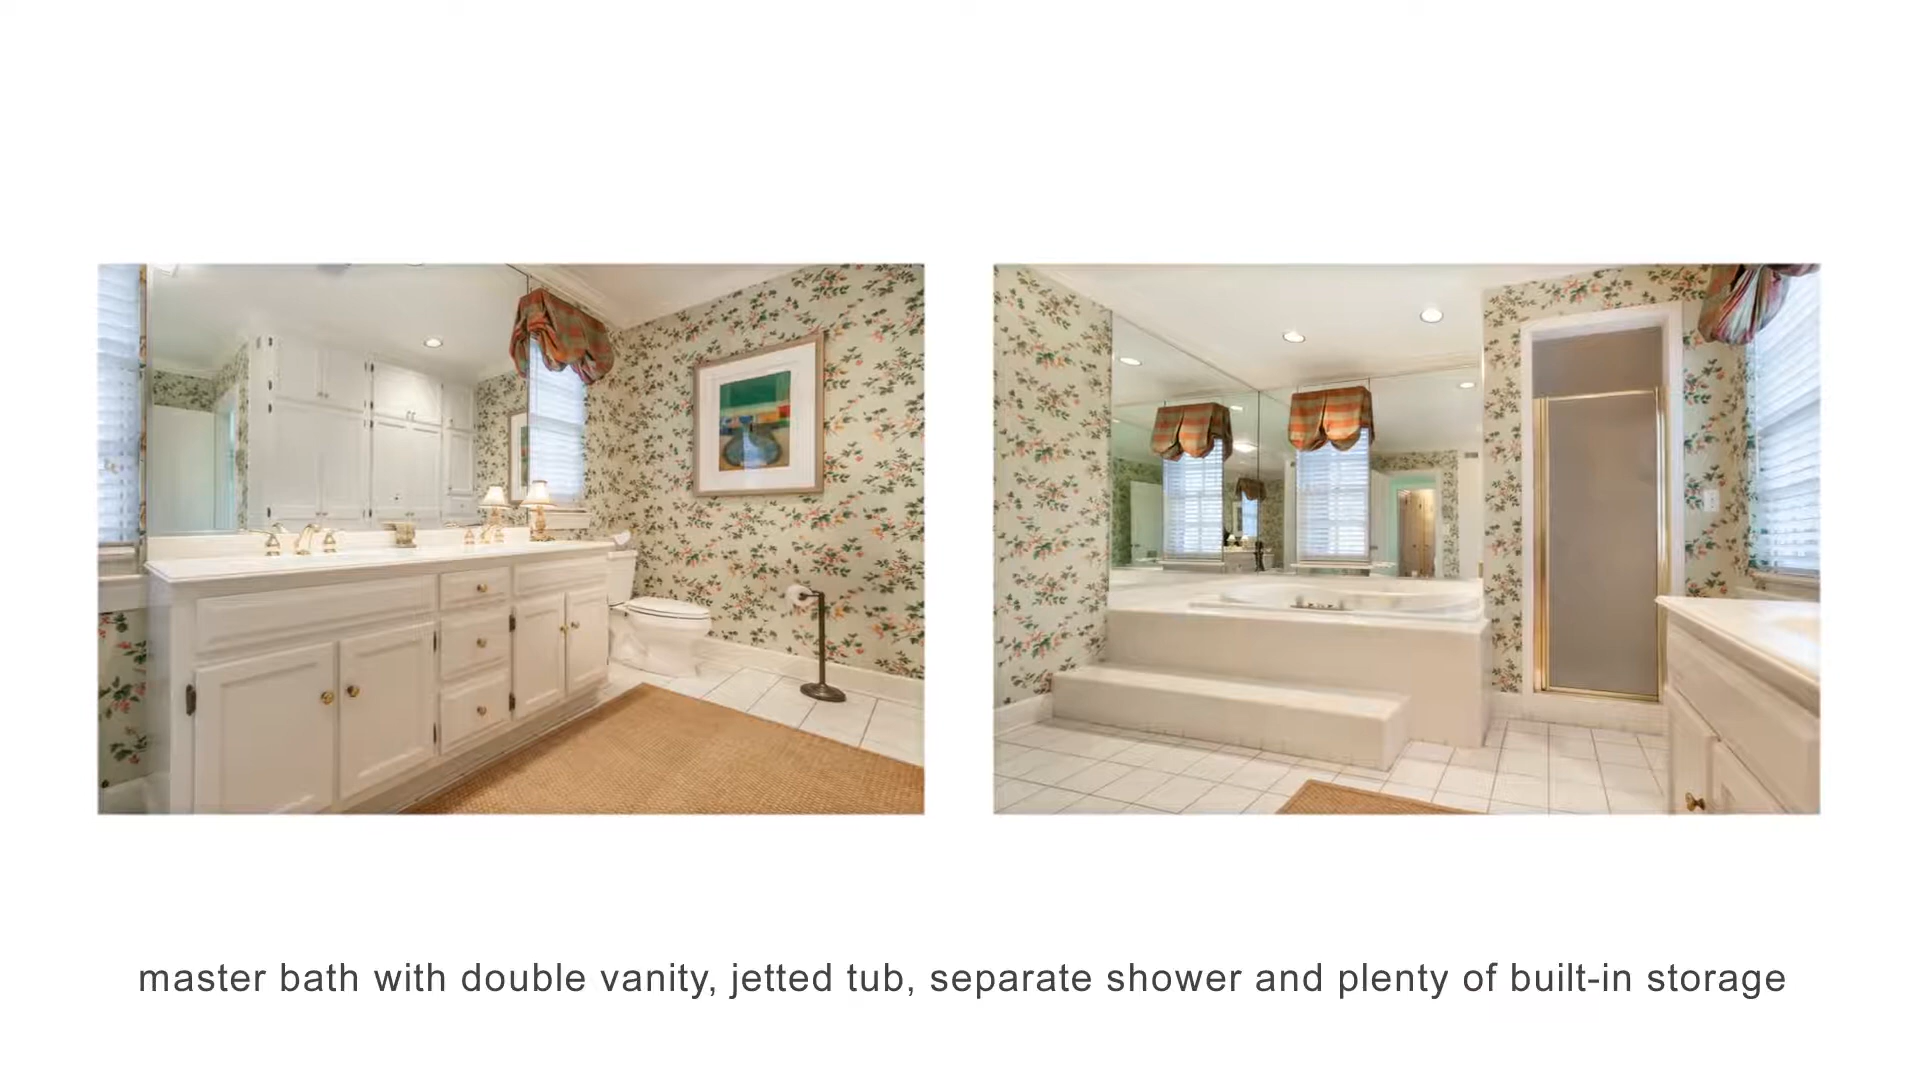 master bath with double vanity, jetted tub, separate shower and plenty of built-in storage